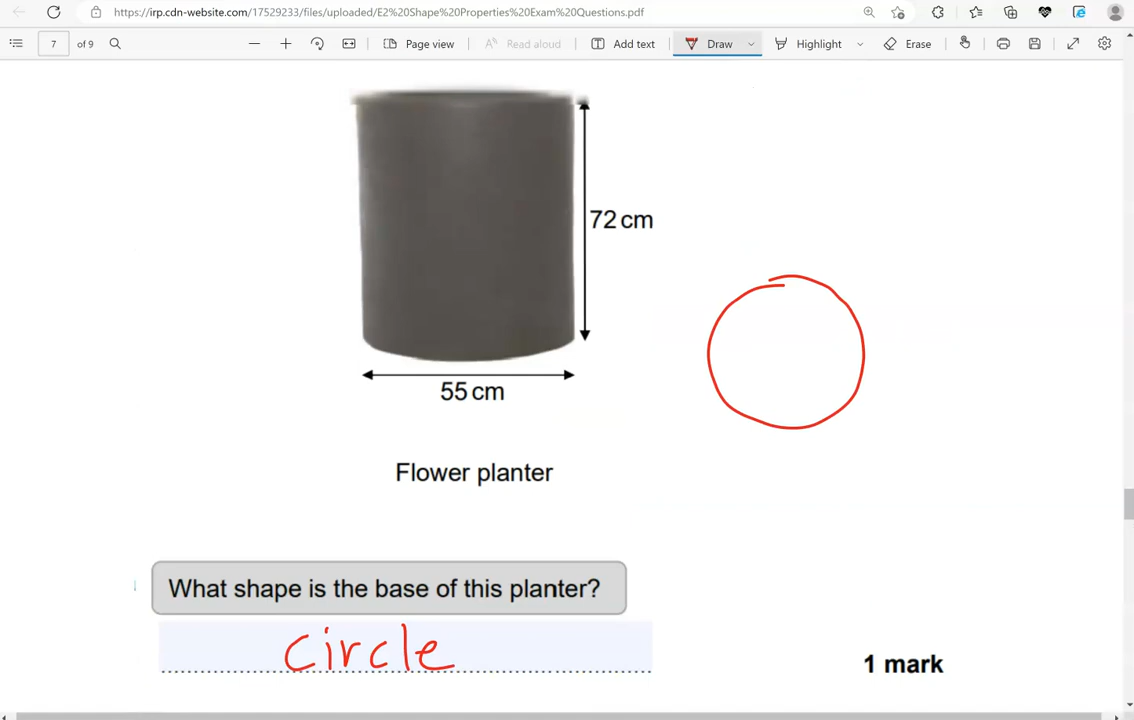 https://irp.cdn-website.com/17529233/files/uploaded/E2%20Shape%20Properties%20Exam%20Questions.pdf
7 of 9
Page view
Read aloud
Add text
Draw
Highlight
Erase
72 cm
55 cm
Flower planter
What shape is the base of this planter?
circle
1 mark